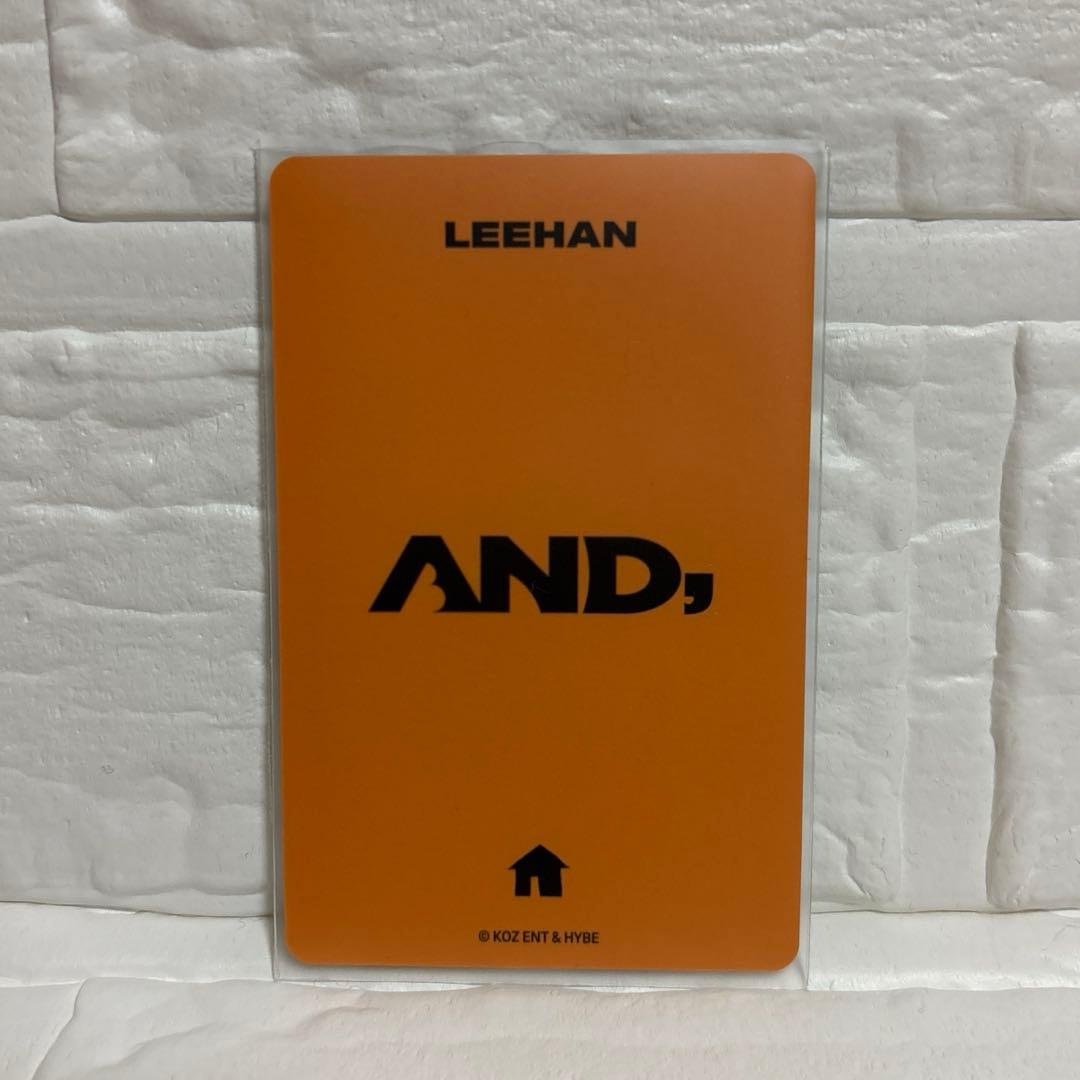 LEEHAN
AND,
© KOZ ENT & HYBE